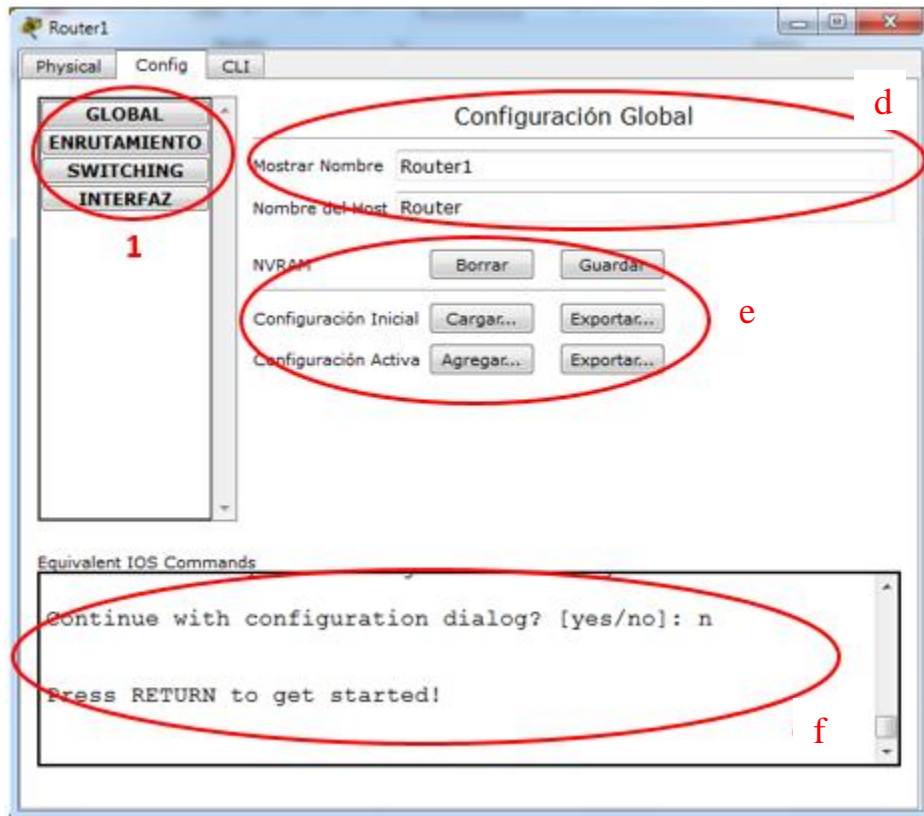 Router1
Physical Config CLI
GLOBAL
ENRUTAMIENTO
SWITCHING
INTERFAZ
1
Configuración Global
d
Mostrar Nombre Router1
Nombre del Host Router
NVRAM Borrar Guardar
Configuración Inicial Cargar... Exportar...
e
Configuración Activa Agregar... Exportar...
Equivalent IOS Commands
Continue with configuration dialog? [yes/no]: n
Press RETURN to get started!
f